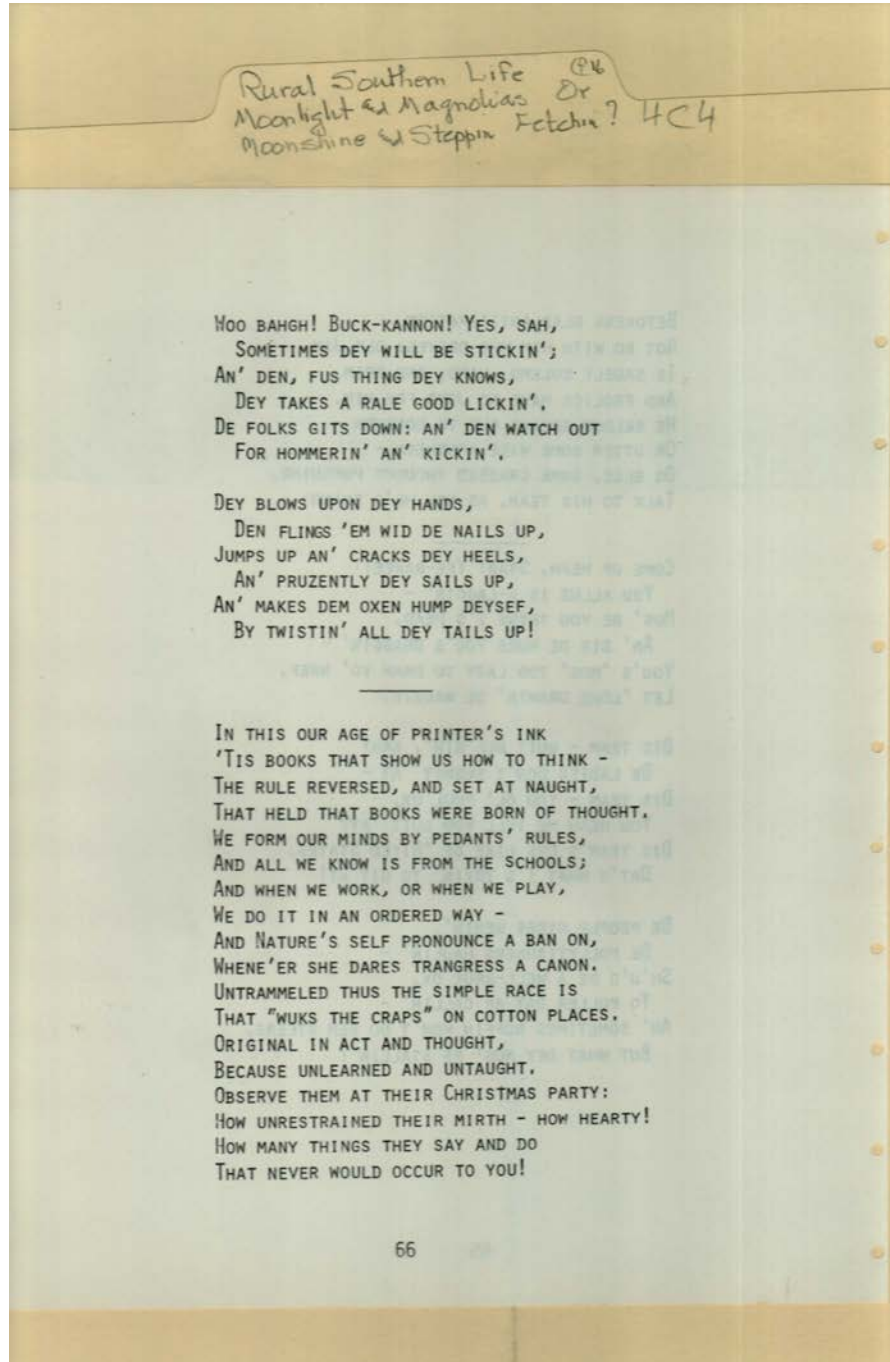 Rural Southern Life Or
Moonlight & Magnolias
Moonshine & Steppin Fetchin? 4C4
Hoo bahgh! Buck-kannon! Yes, sah,
Sometimes dey will be stickin';
An' den, fus thing dey knows,
Dey takes a rale good lickin'.
De folks gits down: an' den watch out
For hommerin' an' kickin'.
Dey blows upon dey hands,
Den flings 'em wid de nails up,
Jumps up an' cracks dey heels,
An' pruzently dey sails up,
An' makes dem oxen hump deysef,
By twistin' all dey tails up!
In this our age of printer's ink
'Tis books that show us how to think -
The rule reversed, and set at naught,
That held that books were born of thought.
We form our minds by pedants' rules,
And all we know is from the schools;
And when we work, or when we play,
We do it in an ordered way -
And Nature's self pronounce a ban on,
Whene'er she dares trangress a canon.
Untrammeled thus the simple race is
That "wuks the craps" on cotton places.
Original in act and thought,
Because unlearned and untaught.
Observe them at their Christmas party:
How unrestrained their mirth - how hearty!
How many things they say and do
That never would occur to you!
66